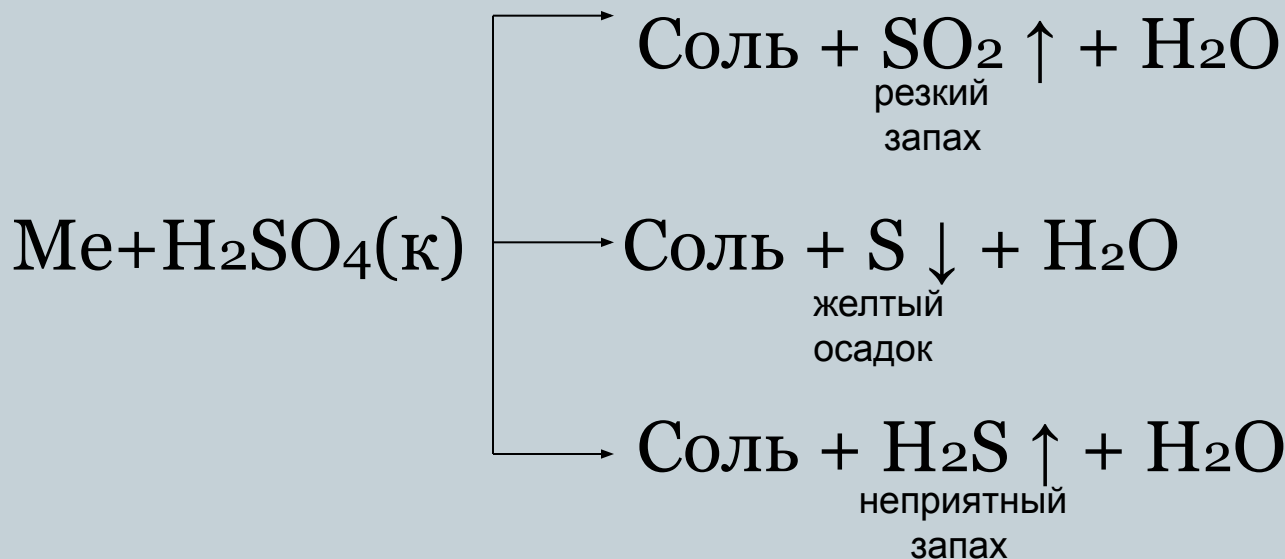 Соль + SO₂ ↑ + H₂O
резкий
запах
Me+H₂SO₄(к)
Соль + S ↓ + H₂O
желтый
осадок
Соль + H₂S ↑ + H₂O
неприятный
запах